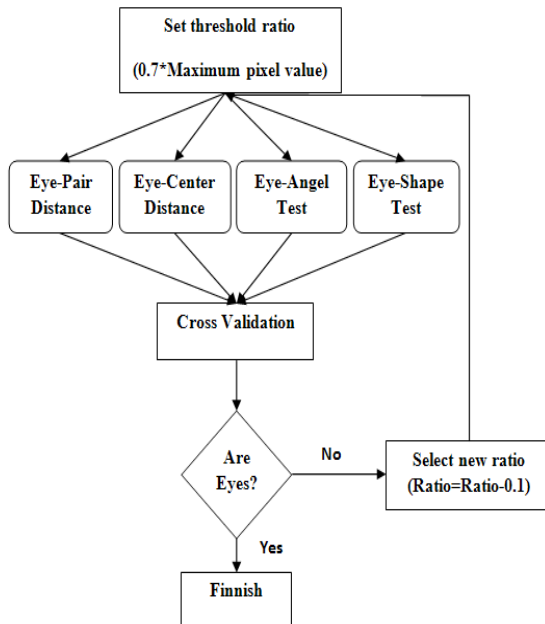 Set threshold ratio
(0.7*Maximum pixel value)
Eye-Pair
Distance
Eye-Center
Distance
Eye-Angel
Test
Eye-Shape
Test
Cross Validation
Are
Eyes?
No
Select new ratio
(Ratio=Ratio-0.1)
Yes
Finnish